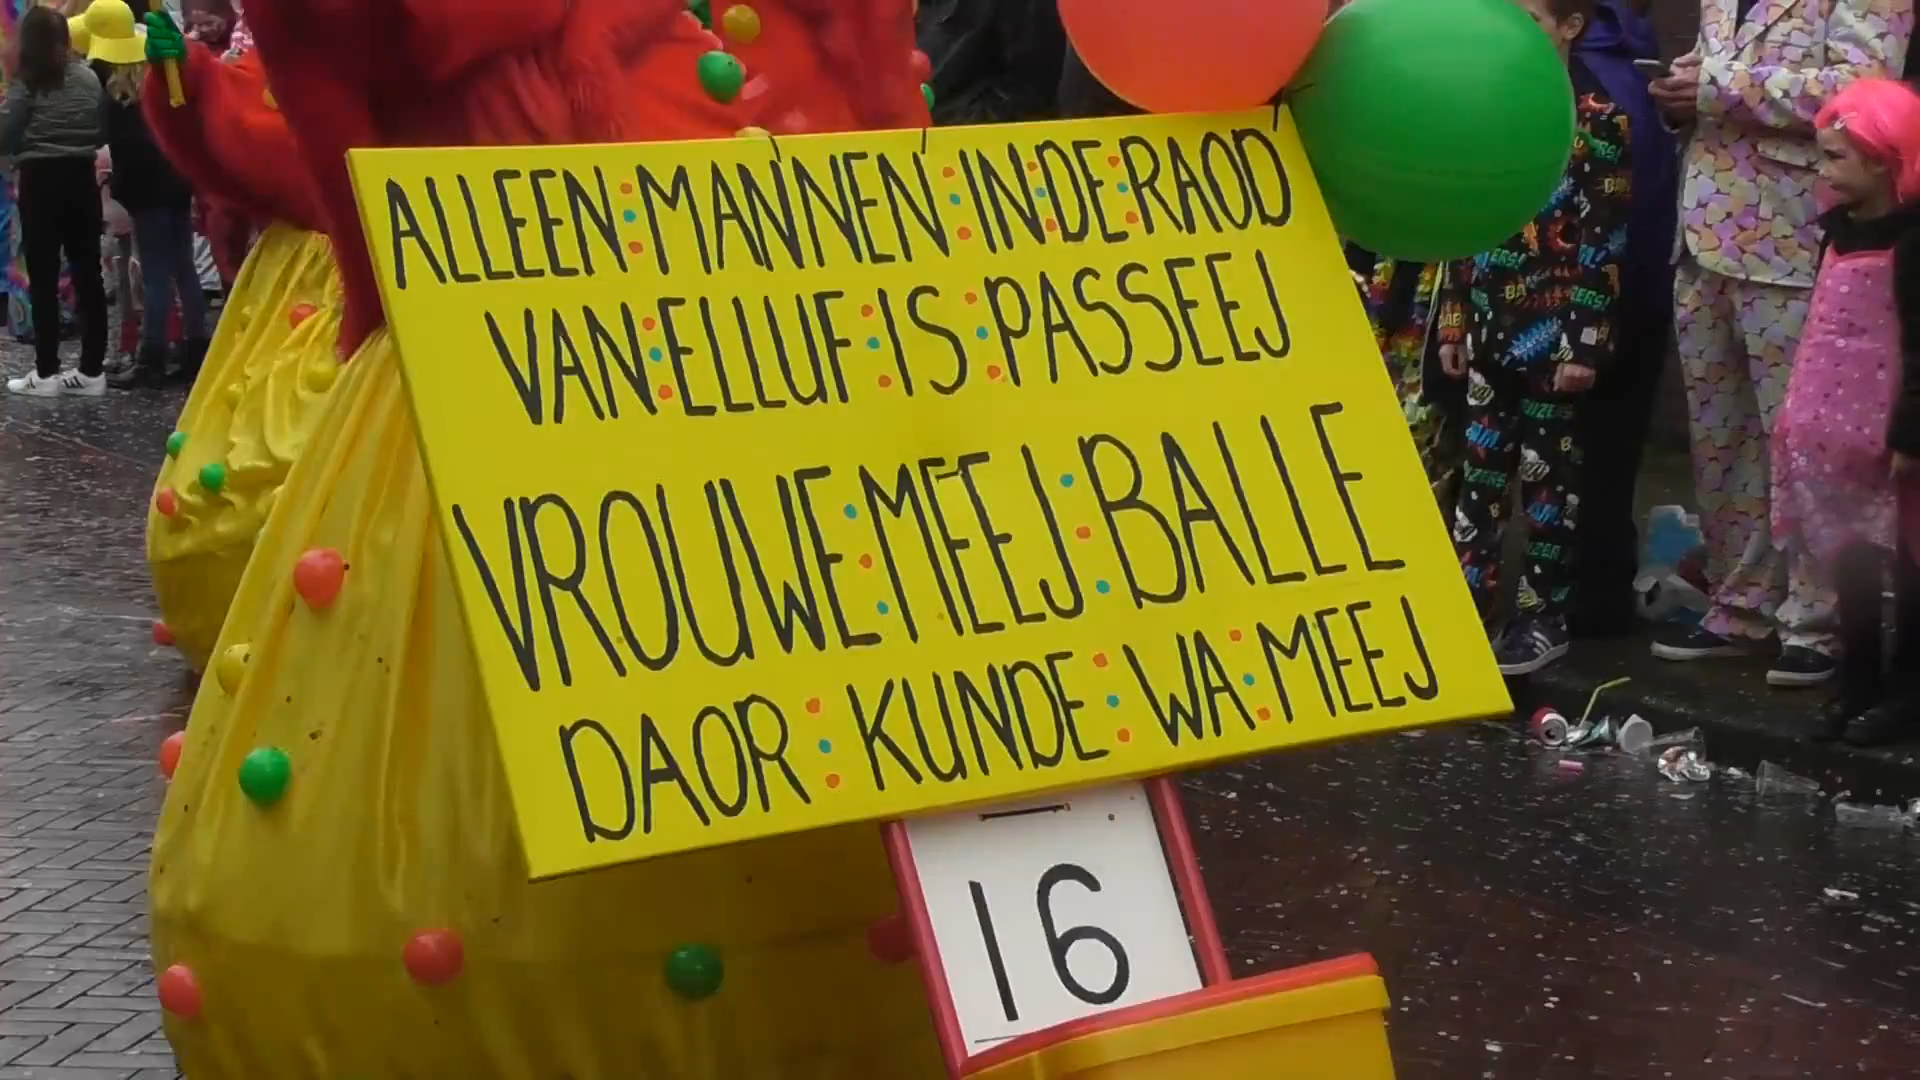 ALLEEN MANNEN IN DE RAOD
VAN ELLUF IS PASSEEJ
VROUWE MEEJ BALLE
DAOR KUNDE WA MEEJ
16